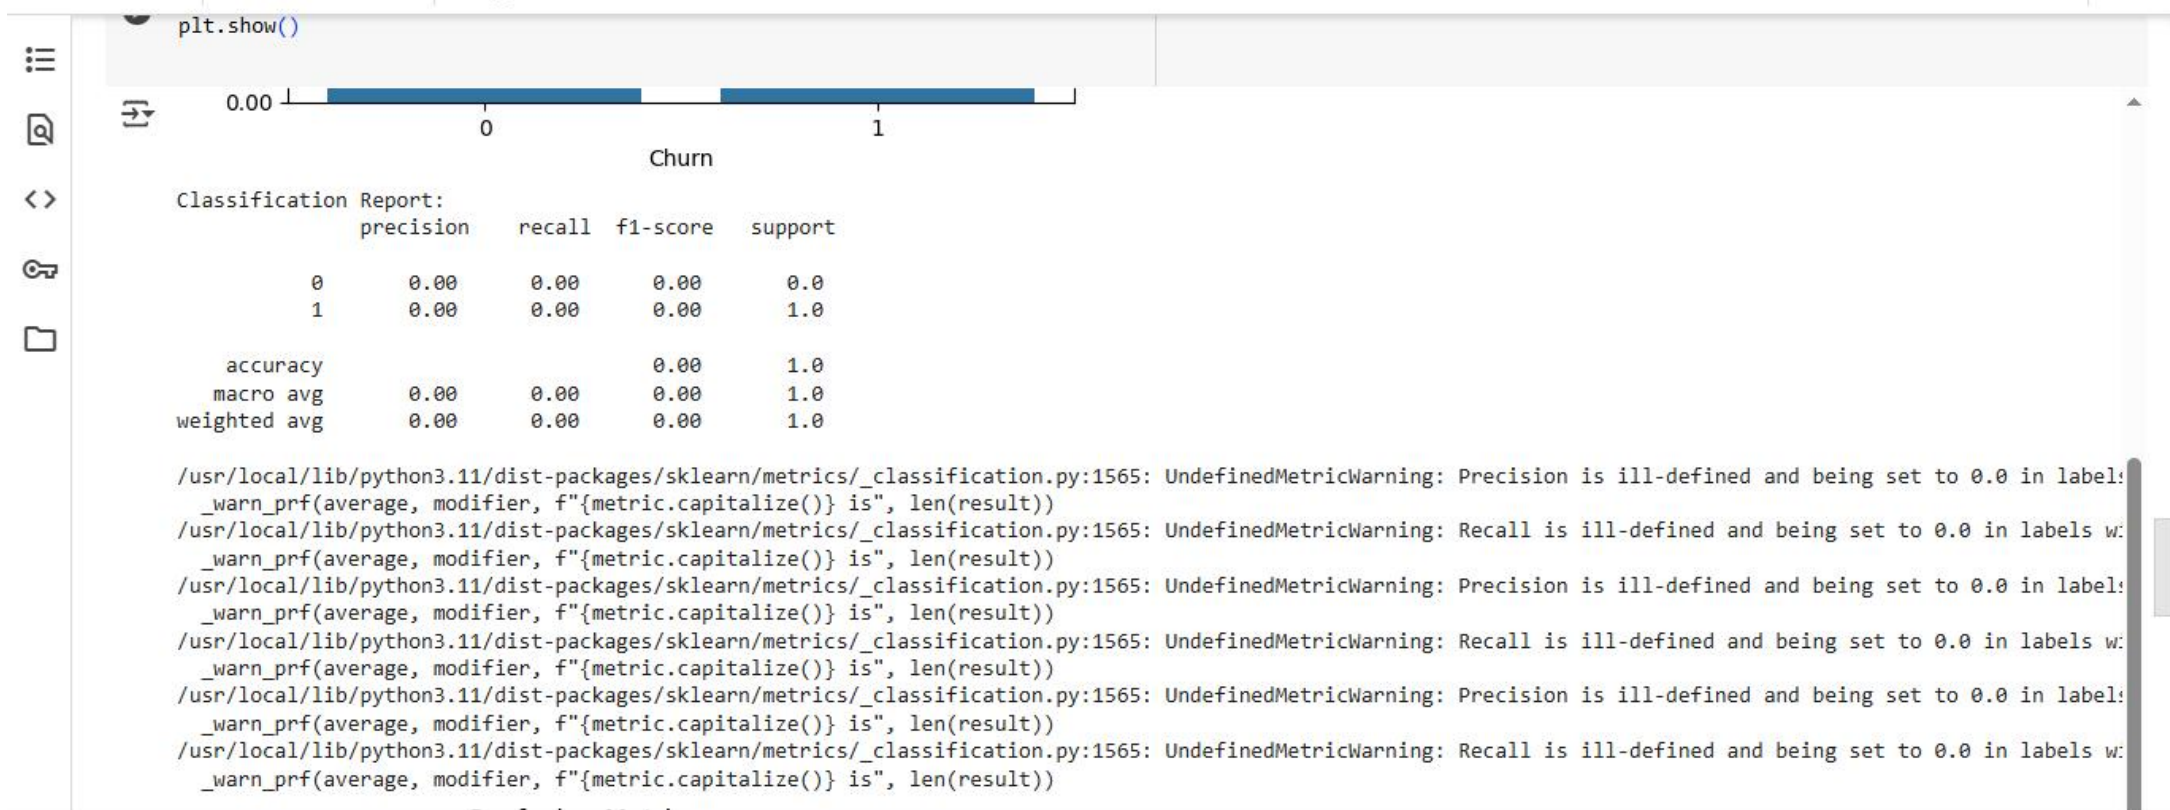 plt.show()
0.00
0 1
Churn
Classification Report:
precision recall f1-score support
0 0.00 0.00 0.00 0.0
1 0.00 0.00 0.00 1.0
accuracy 0.00 1.0
macro avg 0.00 0.00 0.00 1.0
weighted avg 0.00 0.00 0.00 1.0
/usr/local/lib/python3.11/dist-packages/sklearn/metrics/_classification.py:1565: UndefinedMetricWarning: Precision is ill-defined and being set to 0.0 in labels
_warn_prf(average, modifier, f"{metric.capitalize()} is", len(result))
/usr/local/lib/python3.11/dist-packages/sklearn/metrics/_classification.py:1565: UndefinedMetricWarning: Recall is ill-defined and being set to 0.0 in labels
_warn_prf(average, modifier, f"{metric.capitalize()} is", len(result))
/usr/local/lib/python3.11/dist-packages/sklearn/metrics/_classification.py:1565: UndefinedMetricWarning: Precision is ill-defined and being set to 0.0 in labels
_warn_prf(average, modifier, f"{metric.capitalize()} is", len(result))
/usr/local/lib/python3.11/dist-packages/sklearn/metrics/_classification.py:1565: UndefinedMetricWarning: Recall is ill-defined and being set to 0.0 in labels
_warn_prf(average, modifier, f"{metric.capitalize()} is", len(result))
/usr/local/lib/python3.11/dist-packages/sklearn/metrics/_classification.py:1565: UndefinedMetricWarning: Precision is ill-defined and being set to 0.0 in labels
_warn_prf(average, modifier, f"{metric.capitalize()} is", len(result))
/usr/local/lib/python3.11/dist-packages/sklearn/metrics/_classification.py:1565: UndefinedMetricWarning: Recall is ill-defined and being set to 0.0 in labels
_warn_prf(average, modifier, f"{metric.capitalize()} is", len(result))